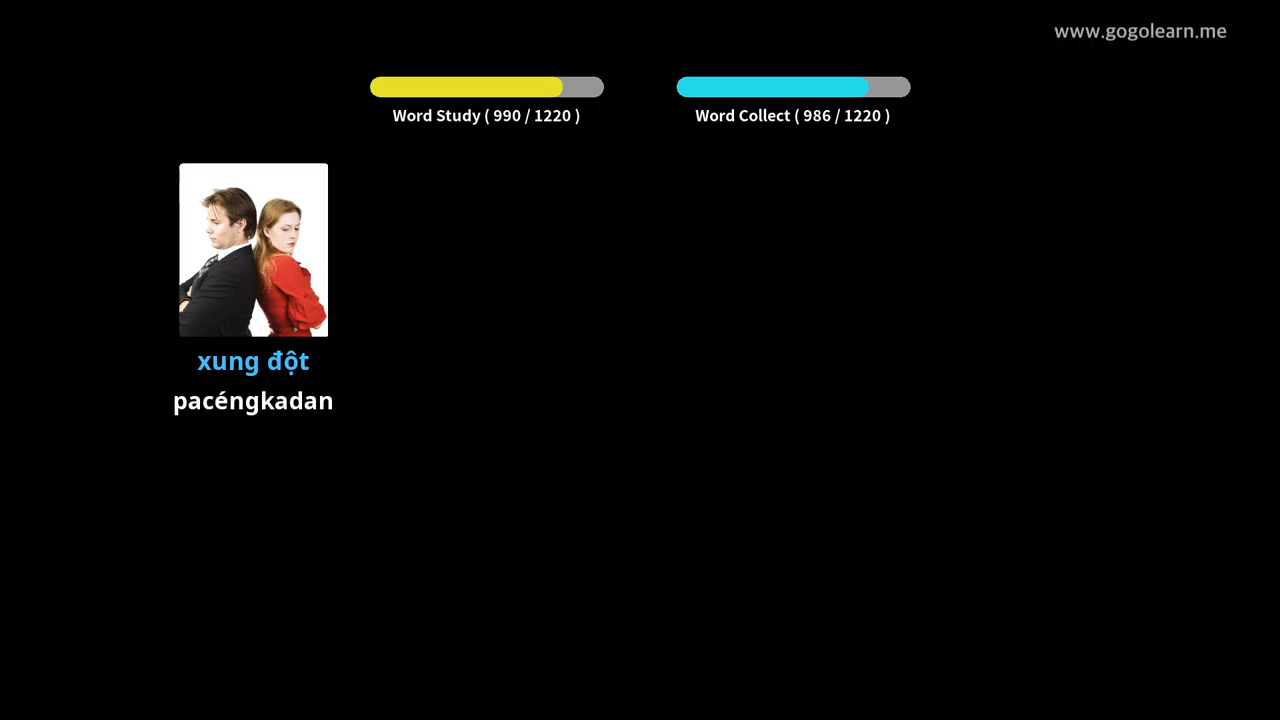 www.gogolearn.me
Word Study ( 990 / 1220 )
Word Collect ( 986 / 1220 )
xung đột
pacéngkadan